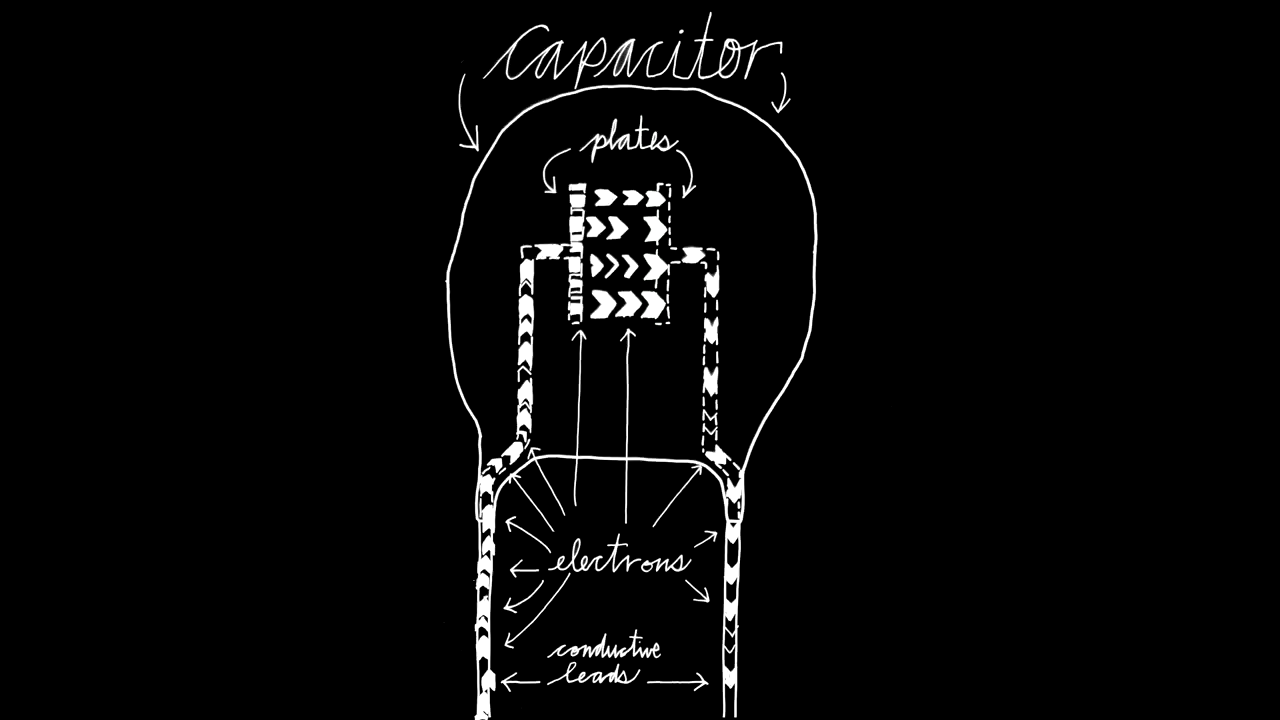 Capacitor
plates
electrons
conductive
leads